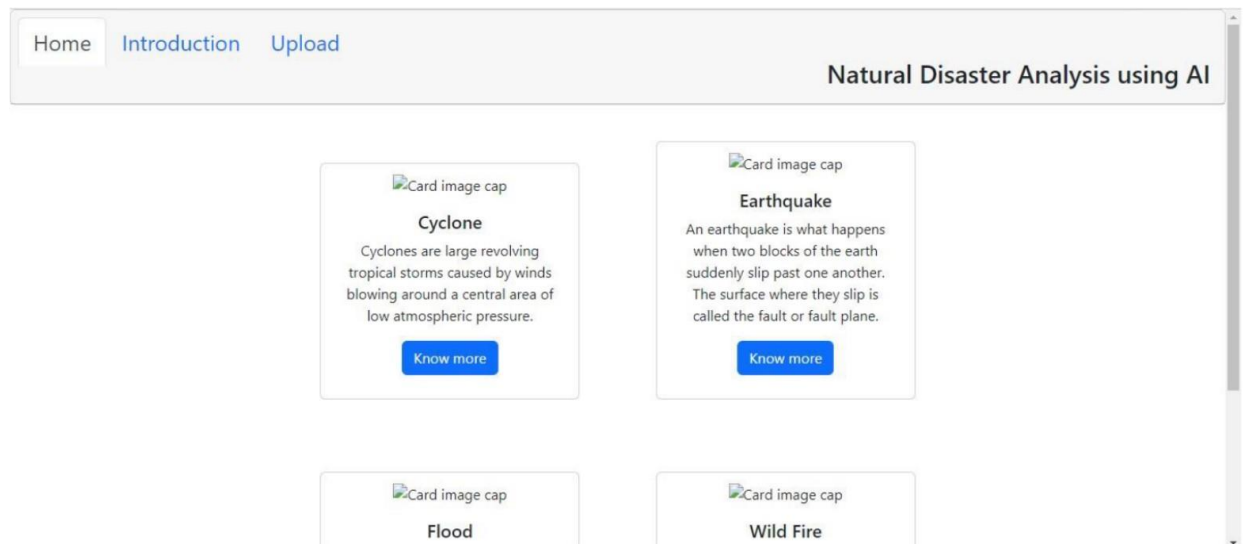 Home Introduction Upload
Natural Disaster Analysis using AI
Card image cap
Cyclone
Cyclones are large revolving
tropical storms caused by winds
blowing around a central area of
low atmospheric pressure.
Know more
Card image cap
Earthquake
An earthquake is what happens
when two blocks of the earth
suddenly slip past one another.
The surface where they slip is
called the fault or fault plane.
Know more
Card image cap
Flood
Card image cap
Wild Fire